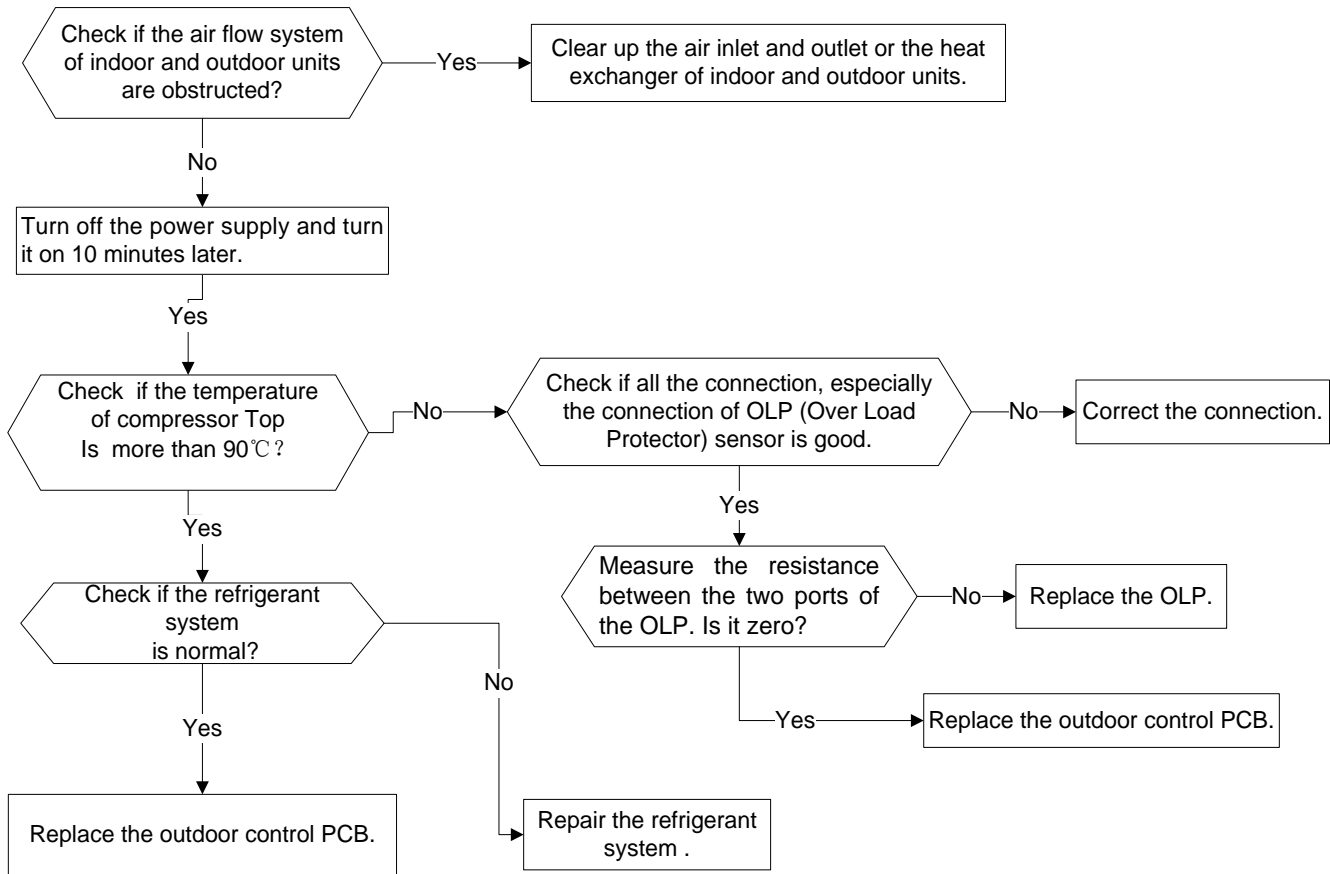 Check if the air flow system
of indoor and outdoor units
are obstructed?
Yes
Clear up the air inlet and outlet or the heat
exchanger of indoor and outdoor units.
No
Turn off the power supply and turn
it on 10 minutes later.
Yes
Check if the temperature
of compressor Top
Is more than 90℃?
No
Check if all the connection, especially
the connection of OLP (Over Load
Protector) sensor is good.
No
Correct the connection.
Yes
Yes
Measure the resistance
between the two ports of
the OLP. Is it zero?
No
Replace the OLP.
Check if the refrigerant
system
is normal?
No
Yes
Yes
Replace the outdoor control PCB.
Replace the outdoor control PCB.
Repair the refrigerant
system .